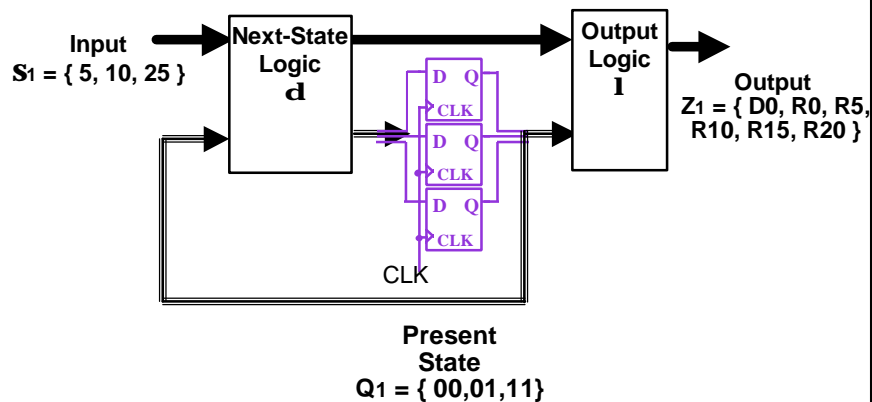 Input
S1 = { 5, 10, 25 }
Next-State
Logic
d
Output
Logic
l
Output
Z1 = { D0, R0, R5,
R10, R15, R20 }
D Q
CLK
D Q
CLK
D Q
CLK
CLK
Present
State
Q1 = { 00,01,11}